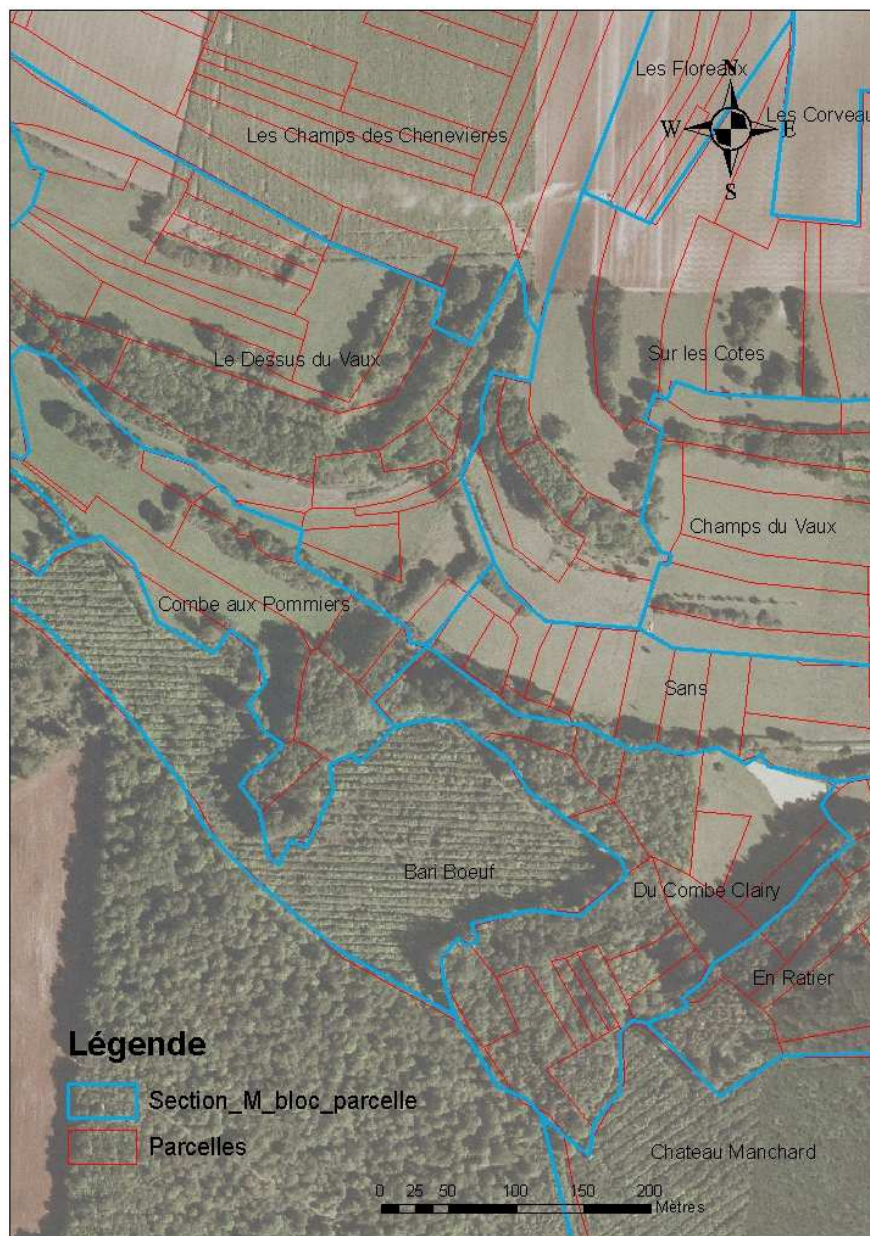 Les Floreaux
N
Les Champs des Chenevières
W
E
Les Corveau
S
Le Dessus du Vaux
Sur les Cotes
Champs du Vaux
Combe aux Pommiers
Sans
Bari Boeuf
Du Combe Clairy
En Ratier
Légende
Section_M_bloc_parcelle
Parcelles
Chateau Manchard
0 25 50 100 150 200
Mètres